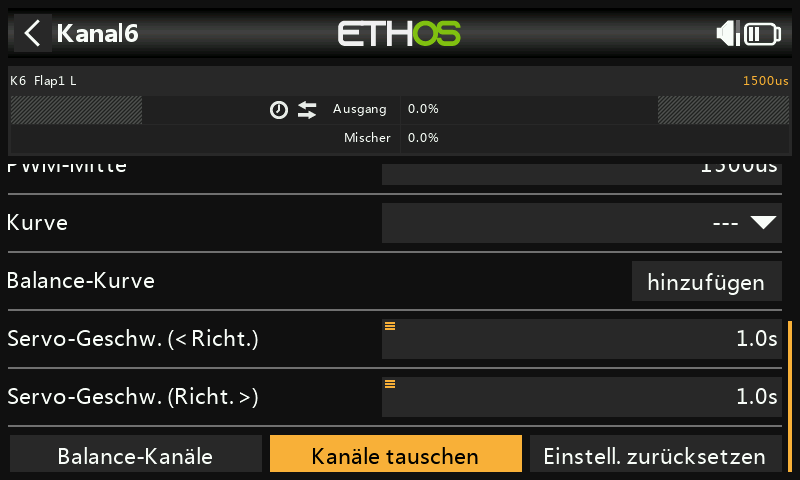 Kanal6
ETHOS
K6 Flap1 L 1500us
Ausgang 0.0%
Mischer 0.0%
PWM-Mitte 1500us
Kurve ---
Balance-Kurve hinzufügen
Servo-Geschw. (< Richt.) 1.0s
Servo-Geschw. (Richt. >) 1.0s
Balance-Kanäle Kanäle tauschen Einstell. zurücksetzen